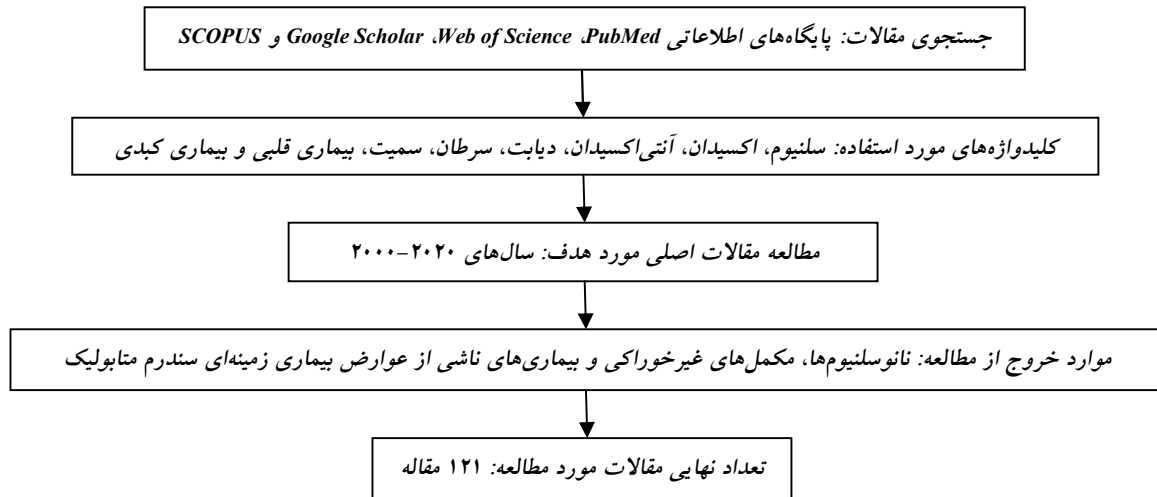 جستجوی مقالات: پایگاه‌های اطلاعاتی PubMed، Web of Science، Google Scholar و SCOPUS
کلیدواژه‌های مورد استفاده: سلنیوم، اکسیدان، آنتی‌اکسیدان، دیابت، سرطان، سمیت، بیماری قلبی و بیماری کبدی
مطالعه مقالات اصلی مورد هدف: سال‌های ۲۰۲۰-۲۰۰۰
موارد خروج از مطالعه: نانوسلنیوم‌ها، مکمل‌های غیرخوراکی و بیماری‌های ناشی از عوارض بیماری زمینه‌ای سندرم متابولیک
تعداد نهایی مقالات مورد مطالعه: ۱۲۱ مقاله